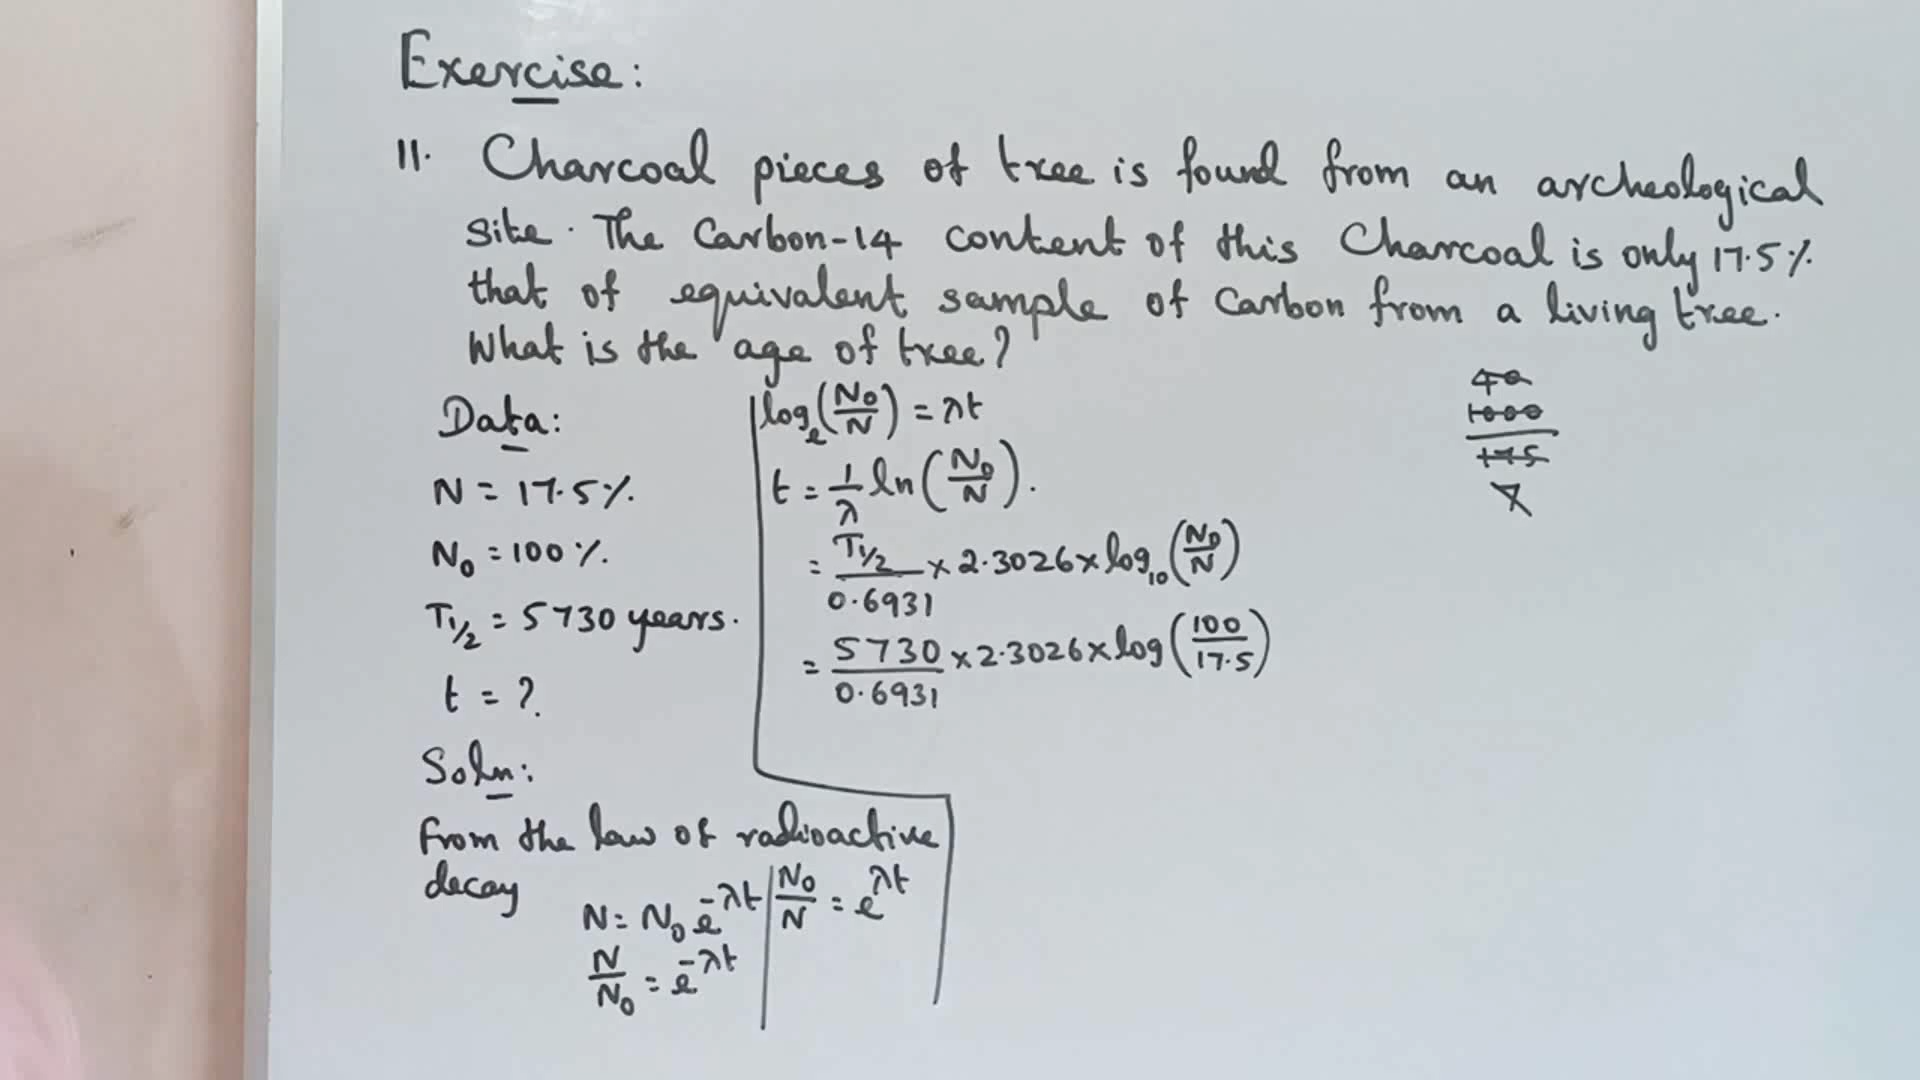 Exercise:
11. Charcoal pieces of tree is found from an archeological
site. The Carbon-14 content of this Charcoal is only 17.5%
that of equivalent sample of Carbon from a living tree.
What is the age of tree?
Data:
N = 17.5%
N₀ = 100%
T1/2 = 5730 years.
t = ?
Soln:
From the law of radioactive
decay
N = N₀ e^-λt
N/N₀ = e^-λt
N₀/N = e^λt
logₑ(N₀/N) = λt
t = 1/λ ln(N₀/N).
= T1/2 / 0.6931 × 2.3026 × log₁₀(N₀/N)
= 5730 / 0.6931 × 2.3026 × log(100/17.5)
40
1000
175
7